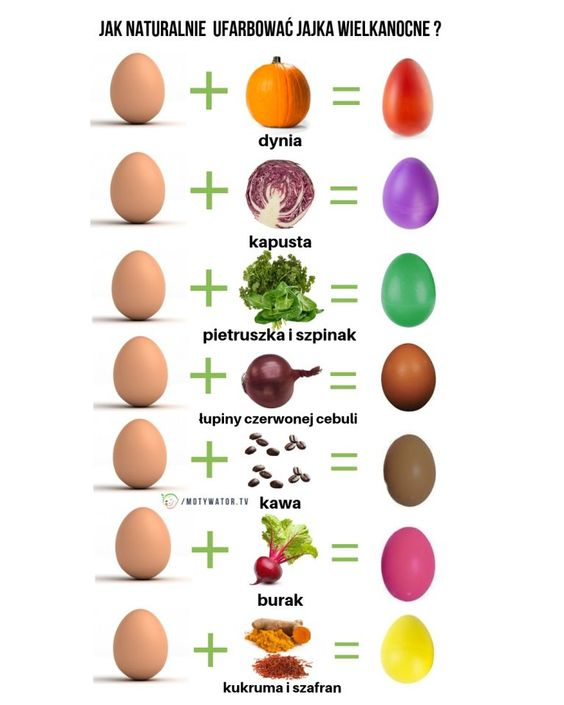 JAK NATURALNIE UFARBOWAĆ JAJKA WIELKANOCNE ?
dynia
kapusta
pietruszka i szpinak
łupiny czerwonej cebuli
/MOTYWATOR.TV
kawa
burak
kukruma i szafran